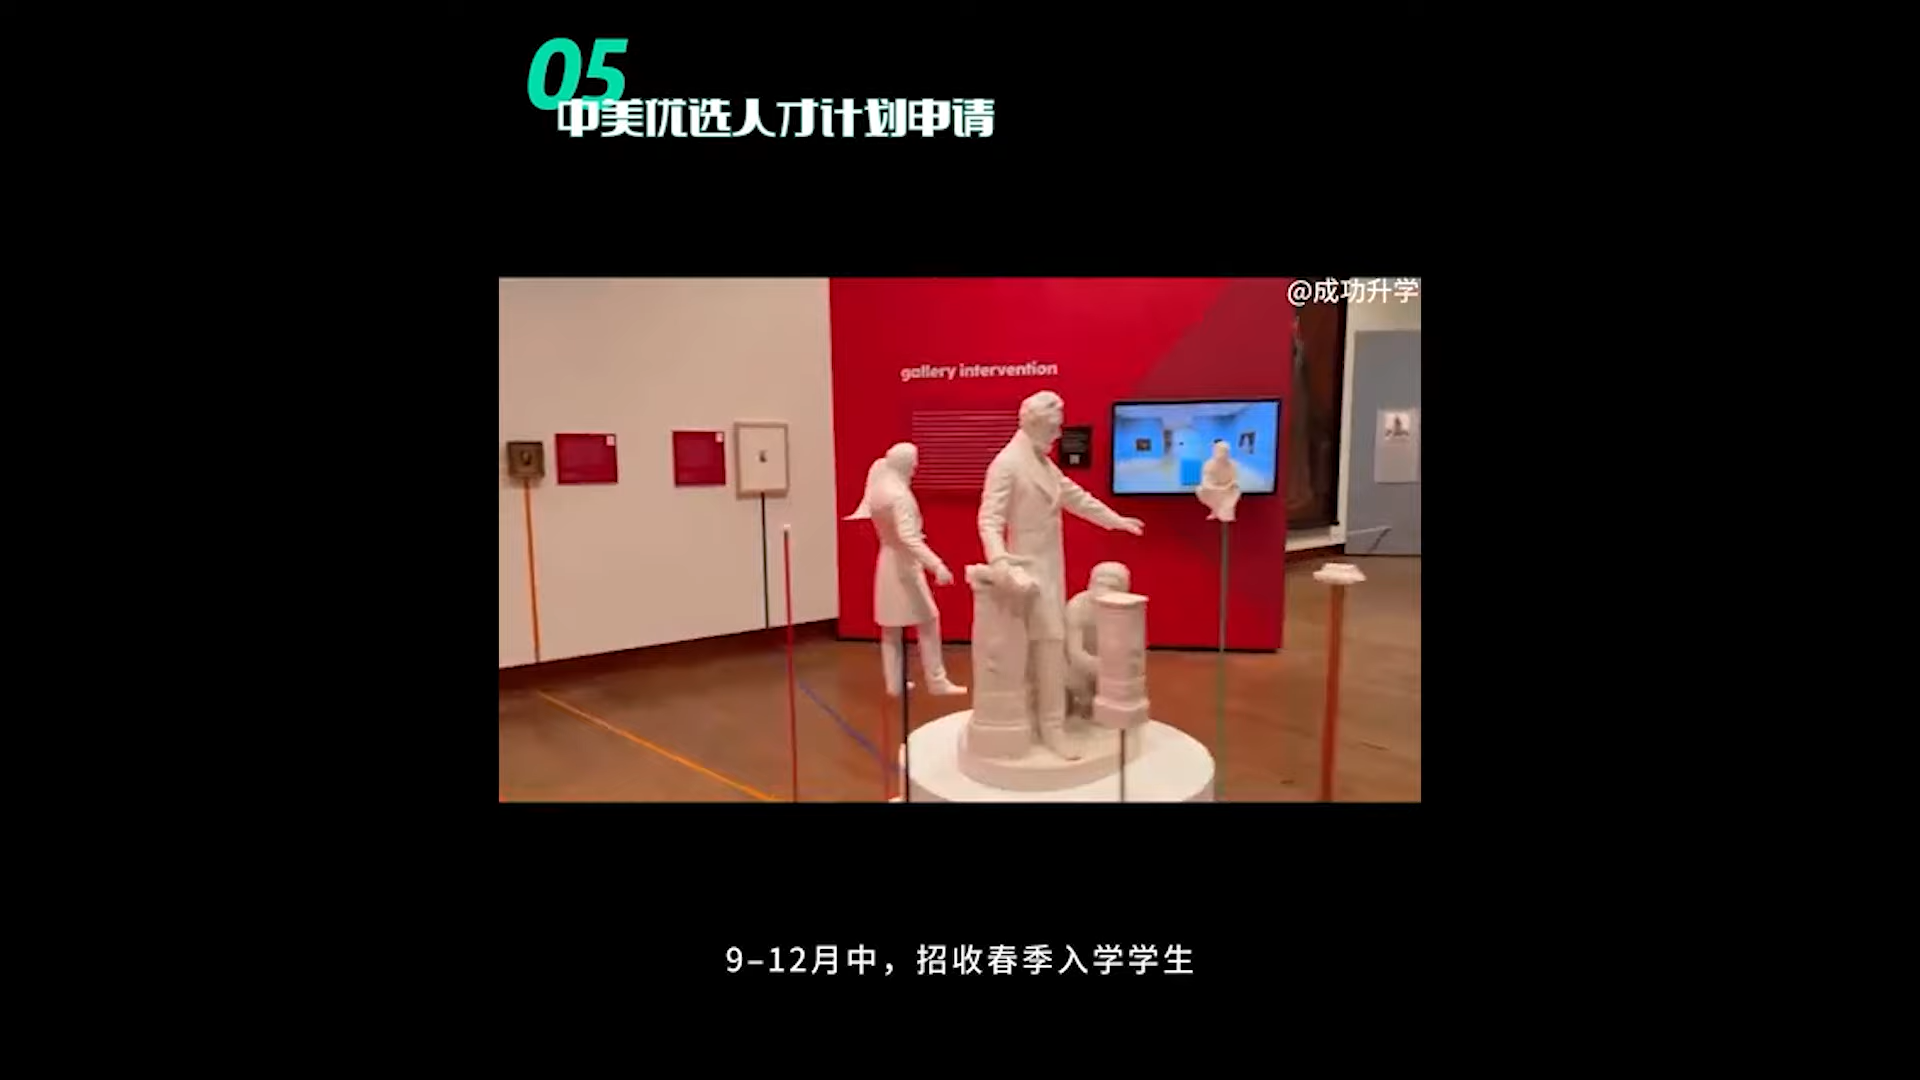 05
中美优选人才计划申请
@成功升学
gallery intervention
9-12月中，招收春季入学学生